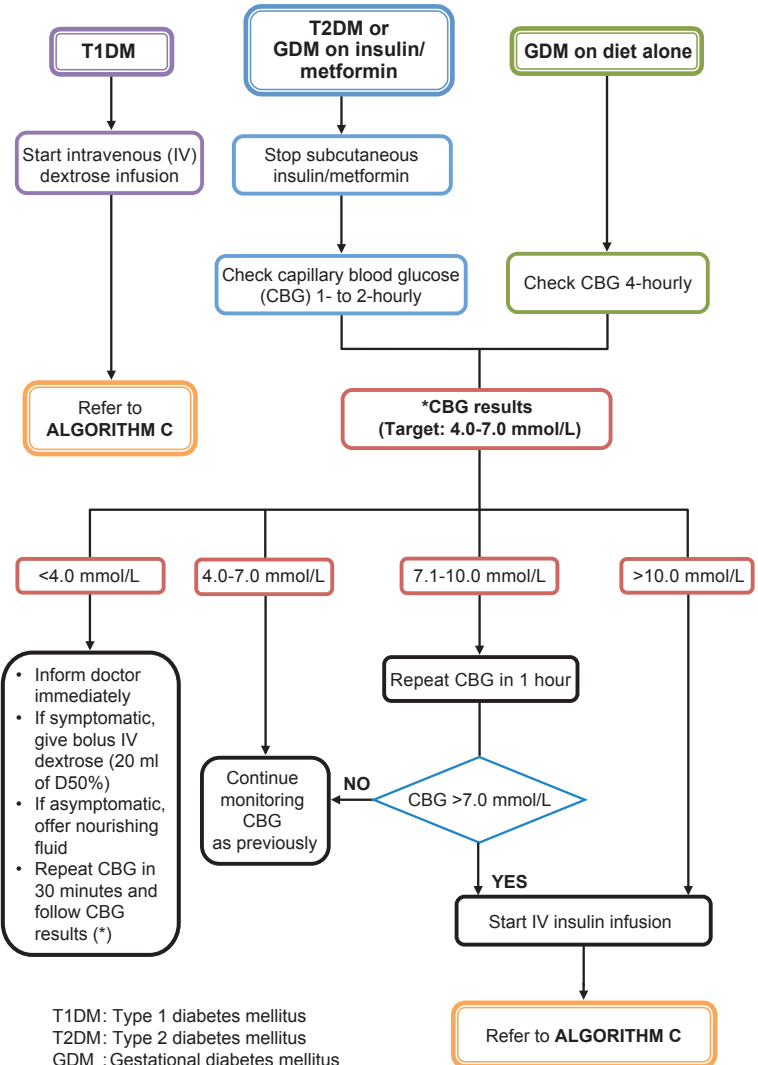 T1DM
T2DM or
GDM on insulin/
metformin
GDM on diet alone
Start intravenous (IV)
dextrose infusion
Stop subcutaneous
insulin/metformin
Check capillary blood glucose
(CBG) 1- to 2-hourly
Check CBG 4-hourly
Refer to
ALGORITHM C
*CBG results
(Target: 4.0-7.0 mmol/L)
<4.0 mmol/L
4.0-7.0 mmol/L
7.1-10.0 mmol/L
>10.0 mmol/L
• Inform doctor
immediately
• If symptomatic,
give bolus IV
dextrose (20 ml
of D50%)
• If asymptomatic,
offer nourishing
fluid
• Repeat CBG in
30 minutes and
follow CBG
results (*)
Continue
monitoring
CBG
as previously
Repeat CBG in 1 hour
NO
CBG >7.0 mmol/L
YES
Start IV insulin infusion
Refer to ALGORITHM C
T1DM: Type 1 diabetes mellitus
T2DM: Type 2 diabetes mellitus
GDM : Gestational diabetes mellitus